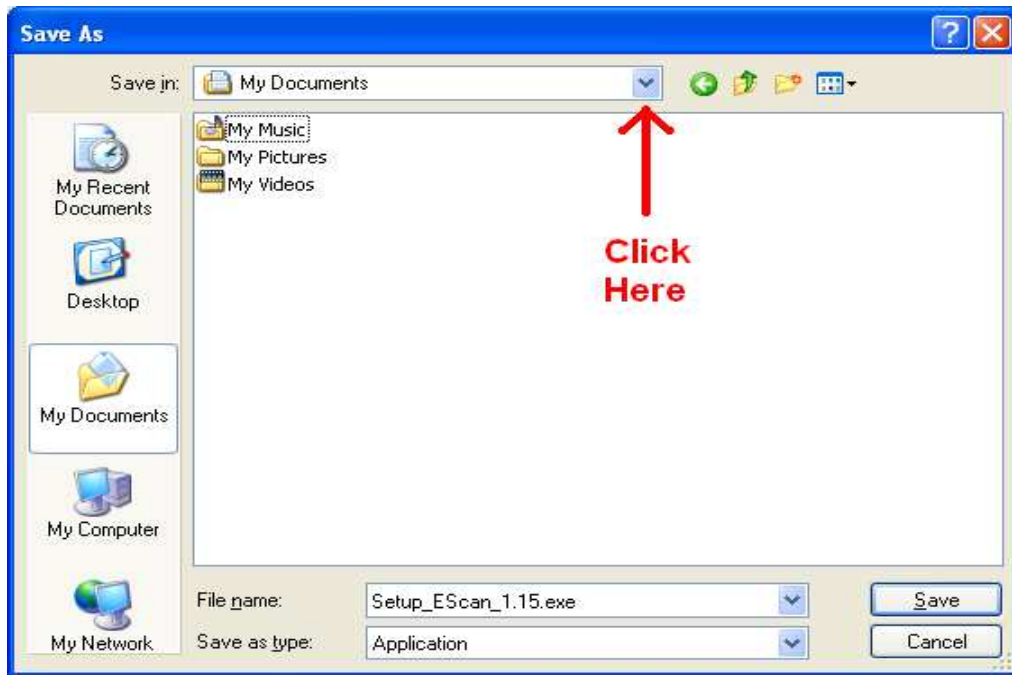 Save As
Save in:
My Documents
My Recent
Documents
Desktop
My Documents
My Computer
My Network
My Music
My Pictures
My Videos
Click
Here
File name:
Setup_EScan_1.15.exe
Save
Save as type:
Application
Cancel